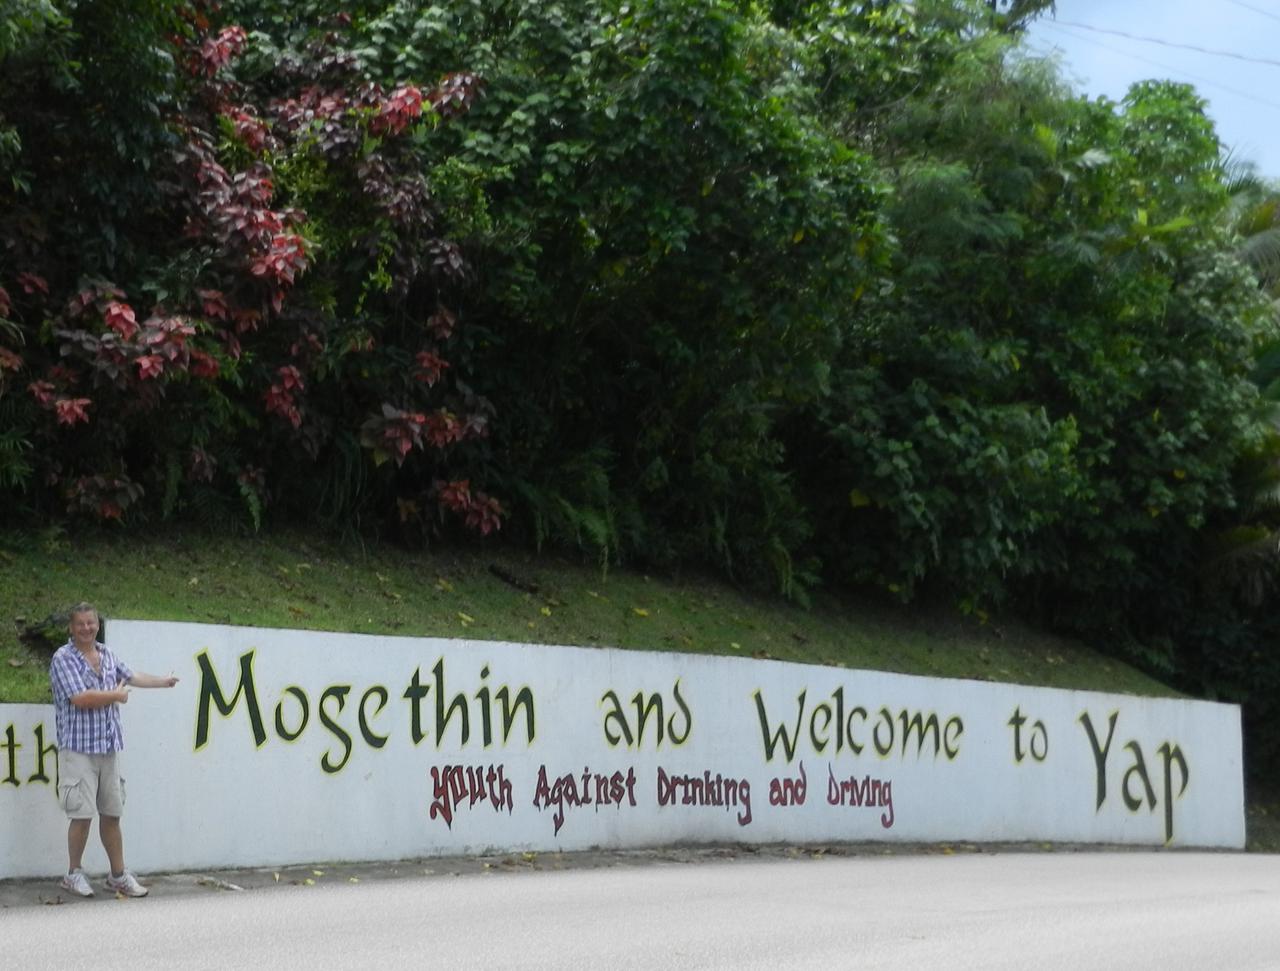 Mogethin and Welcome to Yap
Youth Against Drinking and Driving